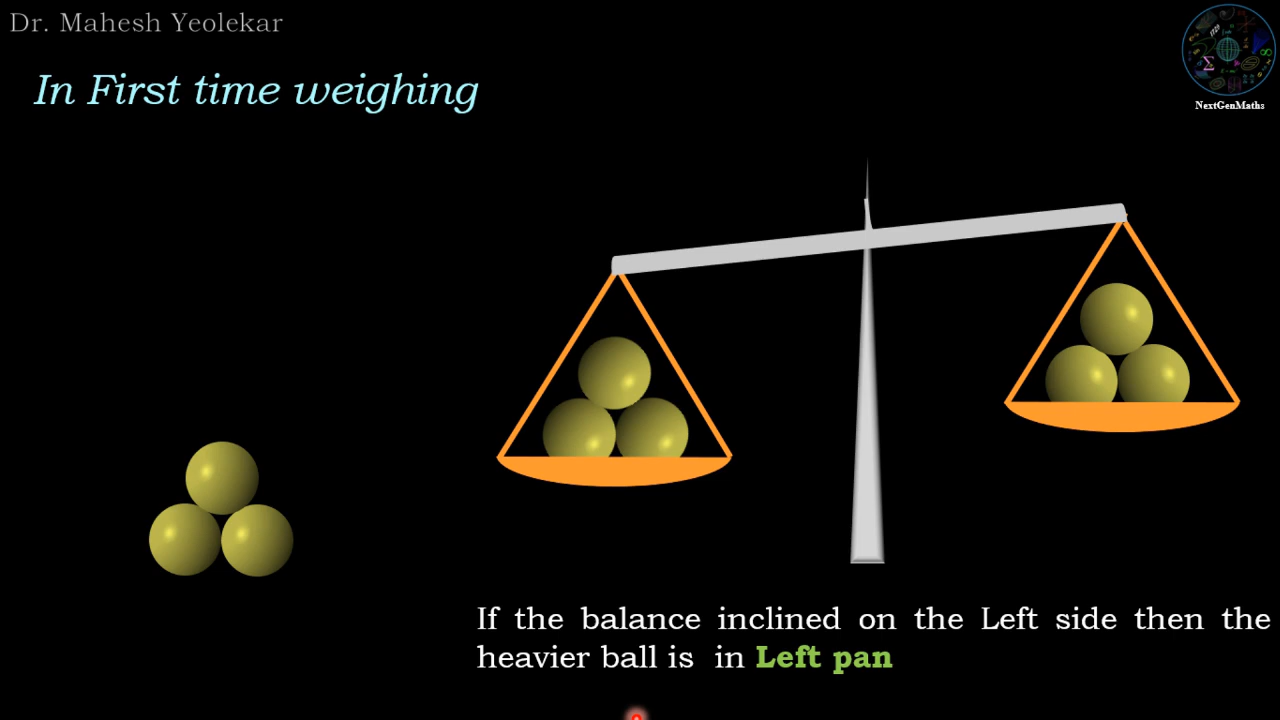 Dr. Mahesh Yeolekar
In First time weighing
NextGenMaths
If the balance inclined on the Left side then the
heavier ball is in Left pan